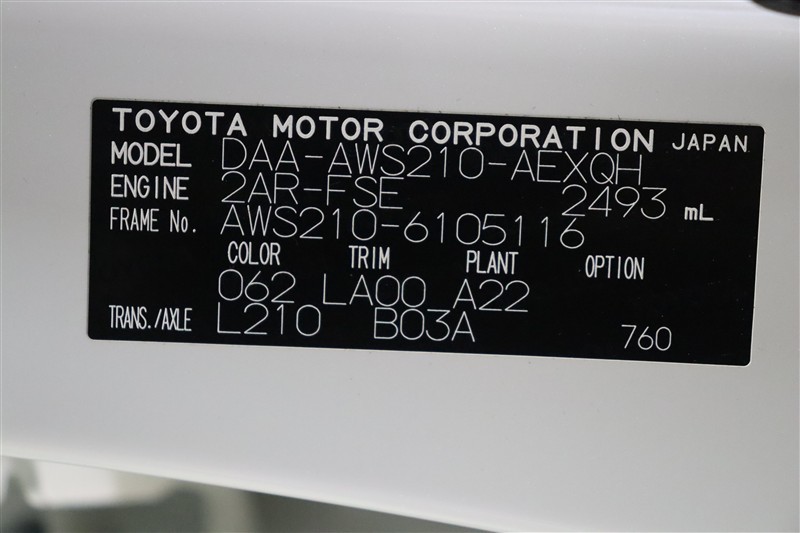 TOYOTA MOTOR CORPORATION JAPAN
MODEL DAA-AWS210-AEXQH
ENGINE 2AR-FSE 2493 mL
FRAME No. AWS210-6105116
COLOR TRIM PLANT OPTION
062 LA00 A22
TRANS./AXLE L210 B03A 760